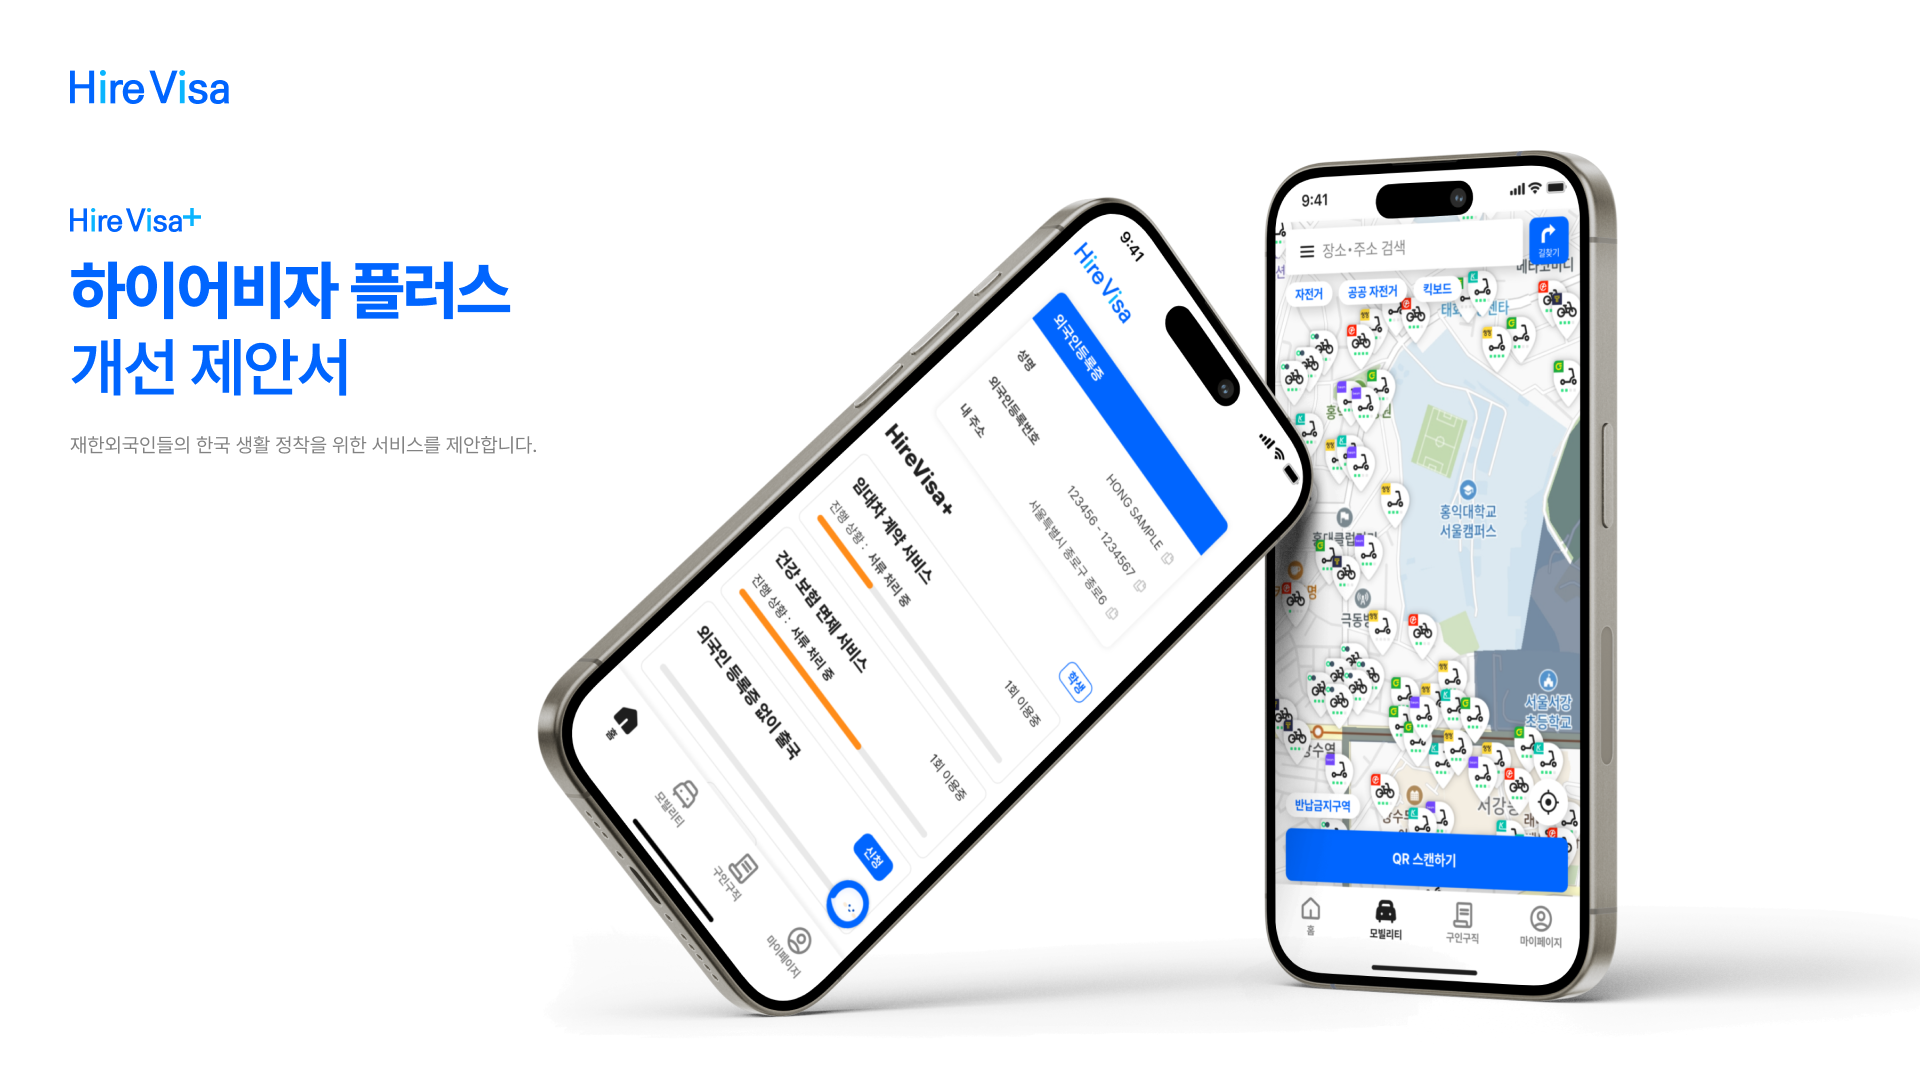 Hire Visa
Hire Visa+
하이어비자 플러스
개선 제안서
재한외국인들의 한국 생활 정착을 위한 서비스를 제안합니다.
9:41
Hire Visa
외국인등록증
성명
HONG SAMPLE
외국인등록번호
123456 - 1234567
내 주소
서울특별시 종로구 종로6
HireVisa+
학생
임대차 계약 서비스
진행 상황 : 서류 처리 중
1회 이용중
건강 보험 면제 서비스
진행 상황 : 서류 처리 중
1회 이용중
외국인 등록증 없이 출국
신청
홈
모빌리티
구인구직
마이페이지
9:41
장소•주소 검색
길찾기
자전거
공공 자전거
킥보드
홍익대학교
서울캠퍼스
서울서강
초등학교
반납금지구역
QR 스캔하기
홈
모빌리티
구인구직
마이페이지